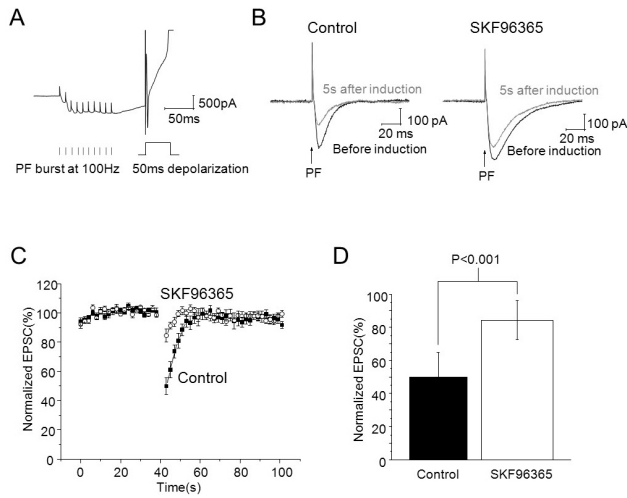 A
500pA
50ms
PF burst at 100Hz
50ms depolarization
B
Control
5s after induction
100 pA
20 ms
Before induction
PF
SKF96365
5s after induction
100 pA
20 ms
Before induction
PF
C
Normalized EPSC(%)
120
100
80
60
40
20
0
SKF96365
Control
0
20
40
60
80
100
Time(s)
D
P<0.001
Normalized EPSC(%)
100
80
60
40
20
0
Control
SKF96365